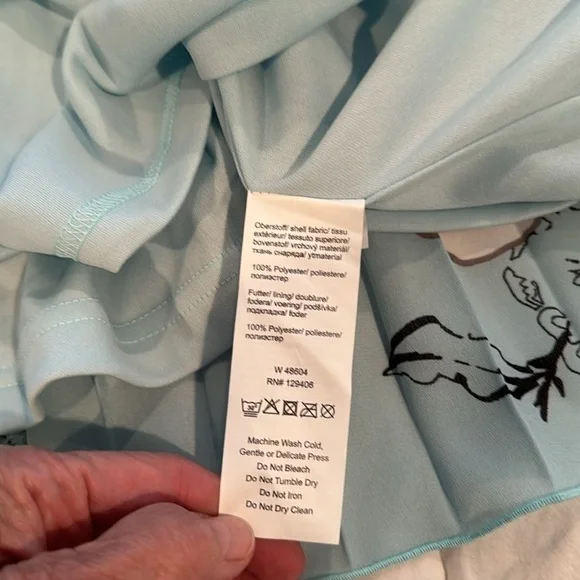 Oberstoff/ shell fabric/ tissu
extérieur/ tessuto superiore/
bovenstof/ vrchový materiál/
ткань снаряда/ ytmaterial
100% Polyester/ poliestere/
полиэстер
Futter/ lining/ doublure/
fodera/ voering/ podšívka/
подкладка/ foder
100% Polyester/ poliestere/
полиэстер
W 48604
RN# 129408
30°
Machine Wash Cold,
Gentle or Delicate Press
Do Not Bleach
Do Not Tumble Dry
Do Not Iron
Do Not Dry Clean